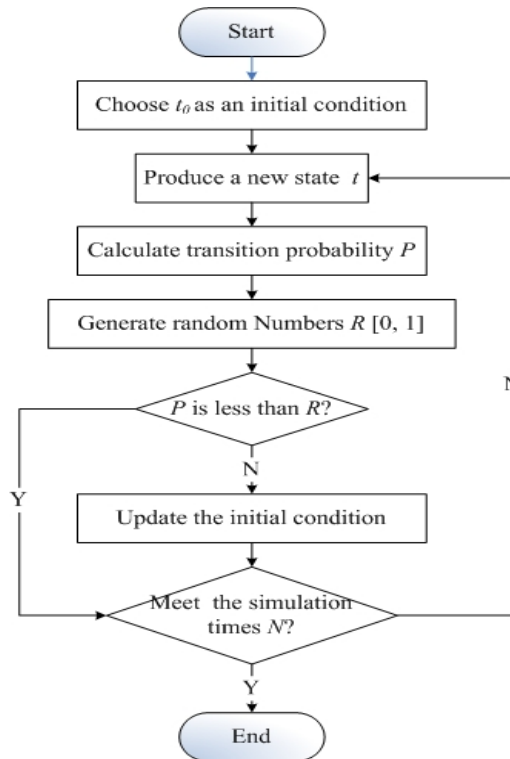 Start
Choose t0 as an initial condition
Produce a new state t
Calculate transition probability P
Generate random Numbers R [0, 1]
P is less than R?
N
N
Y
Update the initial condition
Meet the simulation
times N?
Y
End